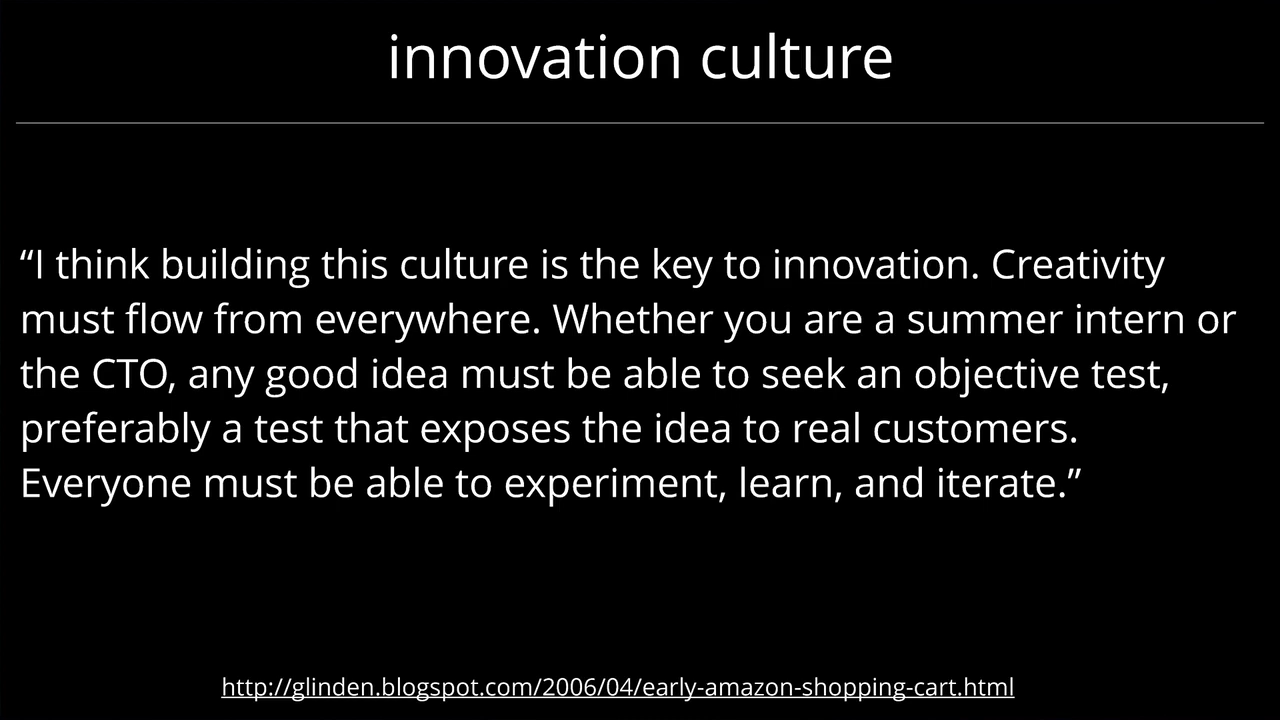 innovation culture
“I think building this culture is the key to innovation. Creativity
must flow from everywhere. Whether you are a summer intern or
the CTO, any good idea must be able to seek an objective test,
preferably a test that exposes the idea to real customers.
Everyone must be able to experiment, learn, and iterate.”
http://glinden.blogspot.com/2006/04/early-amazon-shopping-cart.html